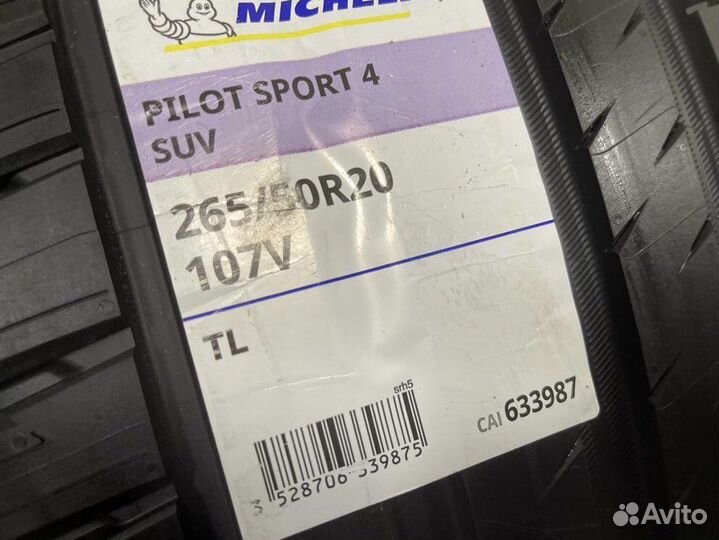 MICHELIN
PILOT SPORT 4
SUV
265/50R20
107V
TL
srh5
3 528706 339875
CAI 633987
Avito